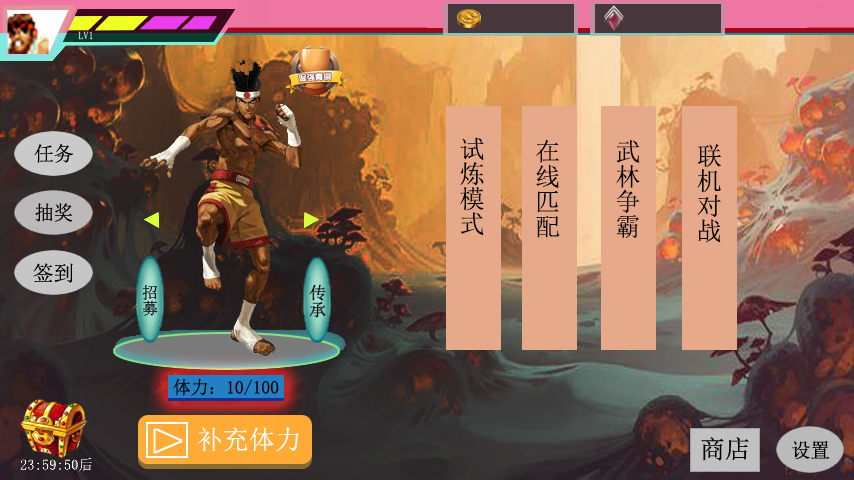 LV1
任务
抽奖
签到
招募
传承
体力：10/100
补充体力
23:59:50后
试炼模式
在线匹配
武林争霸
联机对战
商店
设置